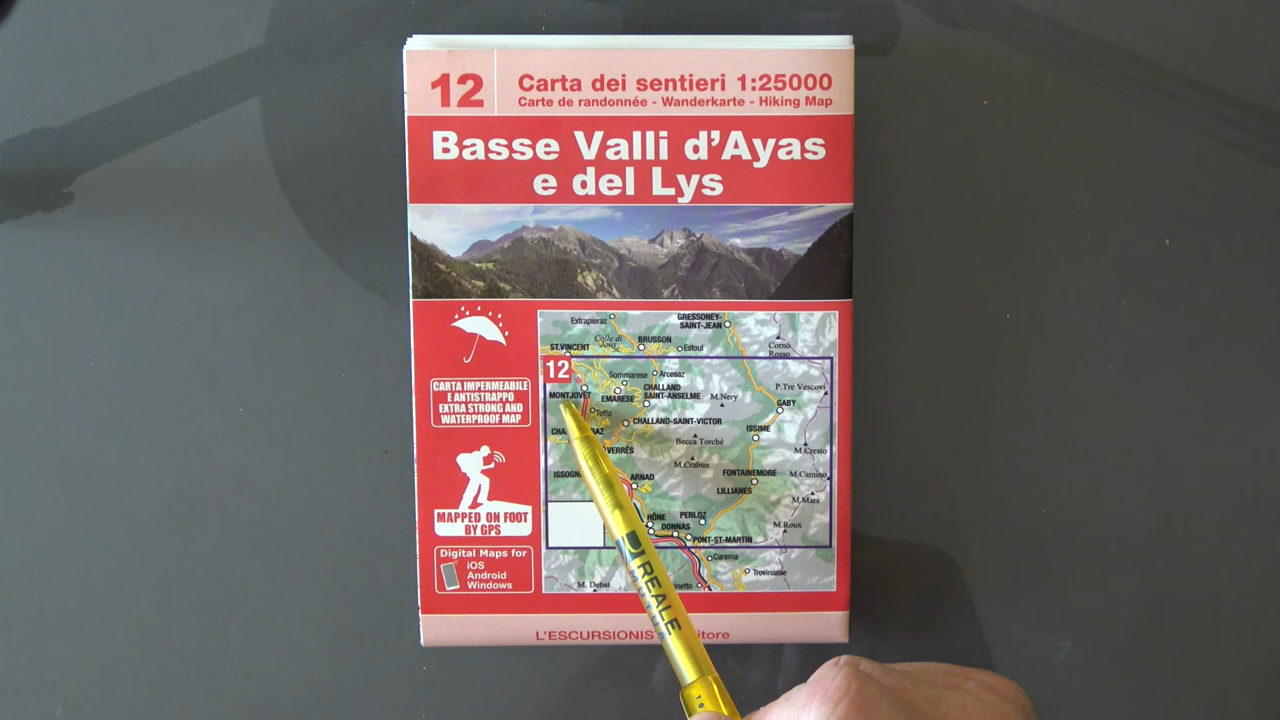 12
Carta dei sentieri 1:25000
Carte de randonnée - Wanderkarte - Hiking Map
Basse Valli d'Ayas
e del Lys
CARTA IMPERMEABILE
E ANTISTRAPPO
EXTRA STRONG AND
WATERPROOF MAP
MAPPED ON FOOT
BY GPS
Digital Maps for
iOS
Android
Windows
Extrapieraz
GRESSONEY-
SAINT-JEAN
Colle di
Joux
BRUSSON
Estoul
ST.VINCENT
Corno
Rosso
12
Sommarese
Arcesaz
P.Tre Vescovi
MONTJOVET
EMARESE
CHALLAND
SAINT-ANSELME
M.Nery
GABY
Toffo
CHALLAND-SAINT-VICTOR
ISSIME
Becca Torché
VERRÈS
M.Cresto
M.Crabun
ARNAD
FONTAINEMORE
M.Camino
LILLIANES
M.Mars
HÔNE
PERLOZ
DONNAS
M.Roux
PONT-ST-MARTIN
Carema
Trovinasse
M. Debat
REALE
L'ESCURSIONIS